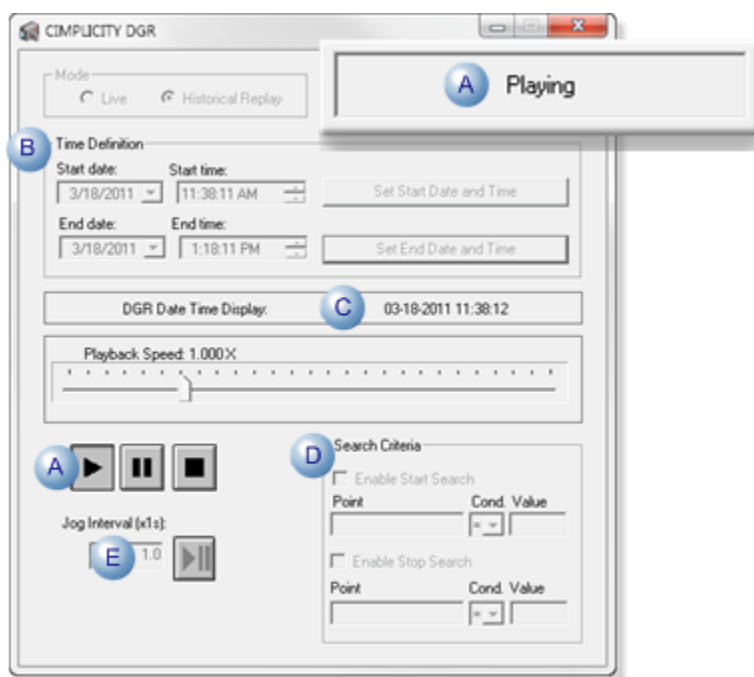 CIMPLICITY DGR
A Playing
Mode
Live Historical Replay
B Time Definition
Start date: Start time:
3/18/2011 11:38:11 AM Set Start Date and Time
End date: End time:
3/18/2011 1:18:11 PM Set End Date and Time
DGR Date Time Display: C 03-18-2011 11:38:12
Playback Speed: 1.000X
A
D Search Criteria
Enable Start Search
Point Cond. Value
=
Enable Stop Search
Point Cond. Value
=
Jog Interval (x1s):
E 1.0